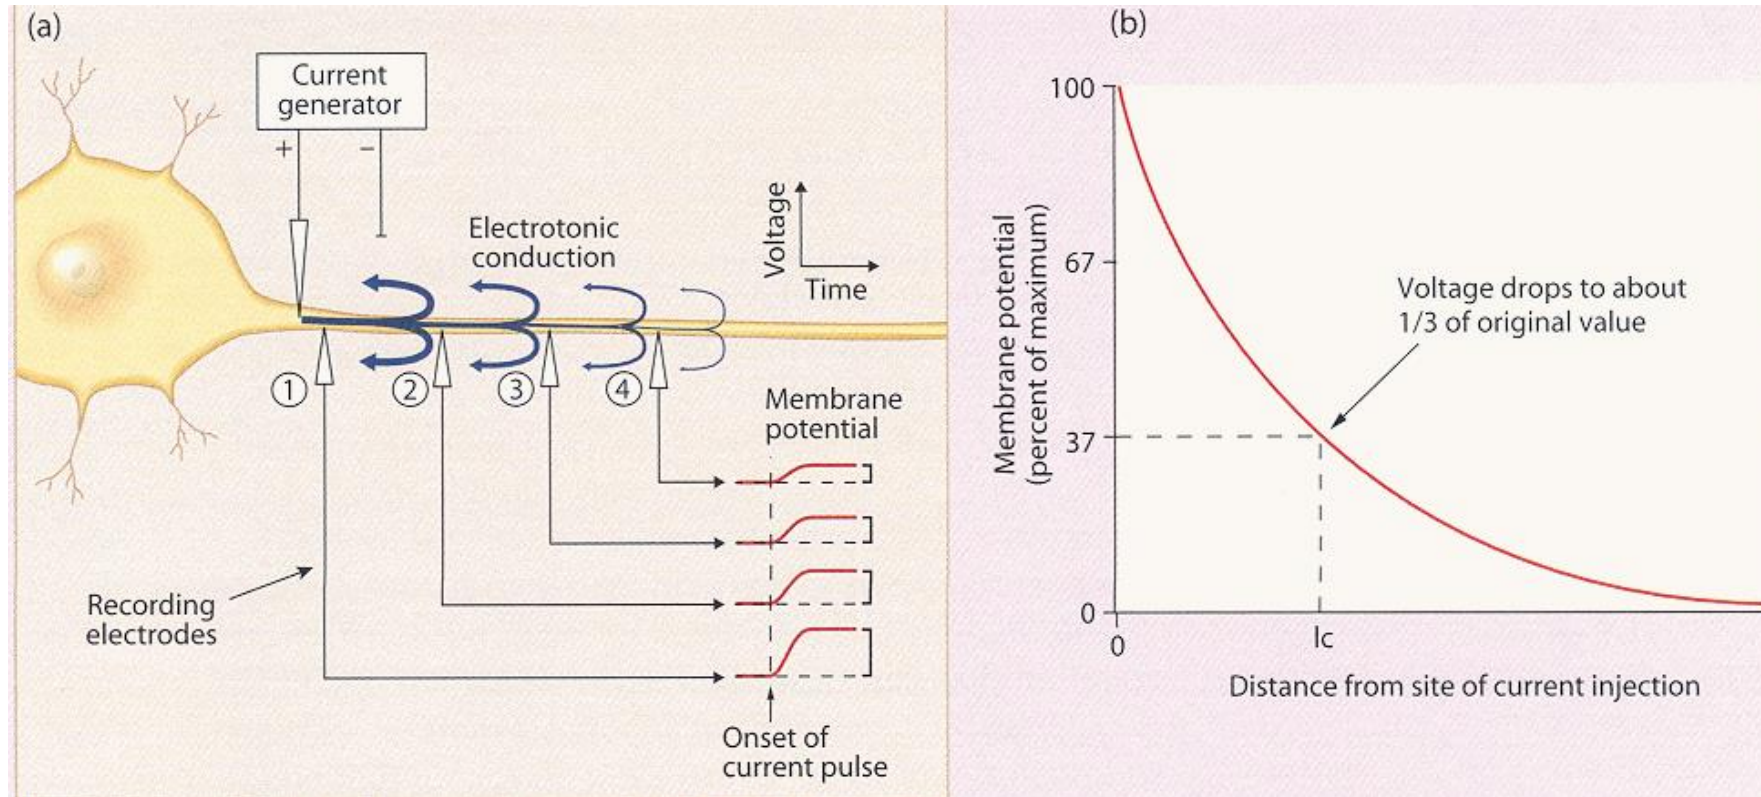 (a)
Current
generator
+
−
Electrotonic
conduction
Voltage
Time
1
2
3
4
Membrane
potential
Recording
electrodes
Onset of
current pulse
(b)
Membrane potential
(percent of maximum)
100
67
37
0
Voltage drops to about
1/3 of original value
0
lc
Distance from site of current injection